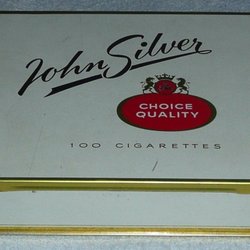 John Silver
CHOICE
QUALITY
100 CIGARETTES